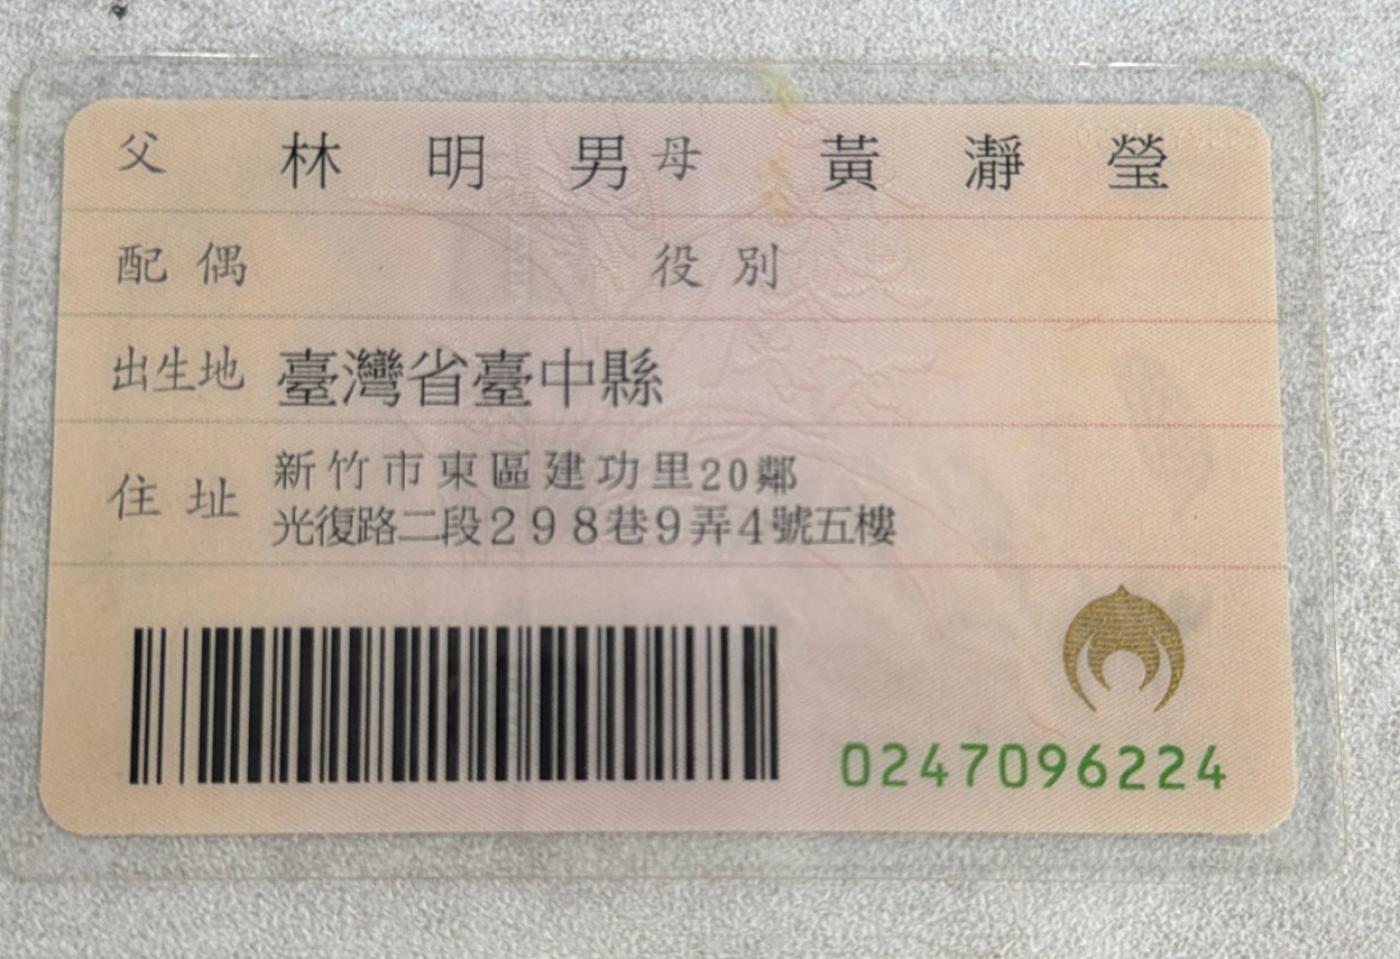 父 林明男 母 黃瀞瑩
配偶 役別
出生地 臺灣省臺中縣
住址 新竹市東區建功里20鄰
光復路二段298巷9弄4號五樓
0247096224